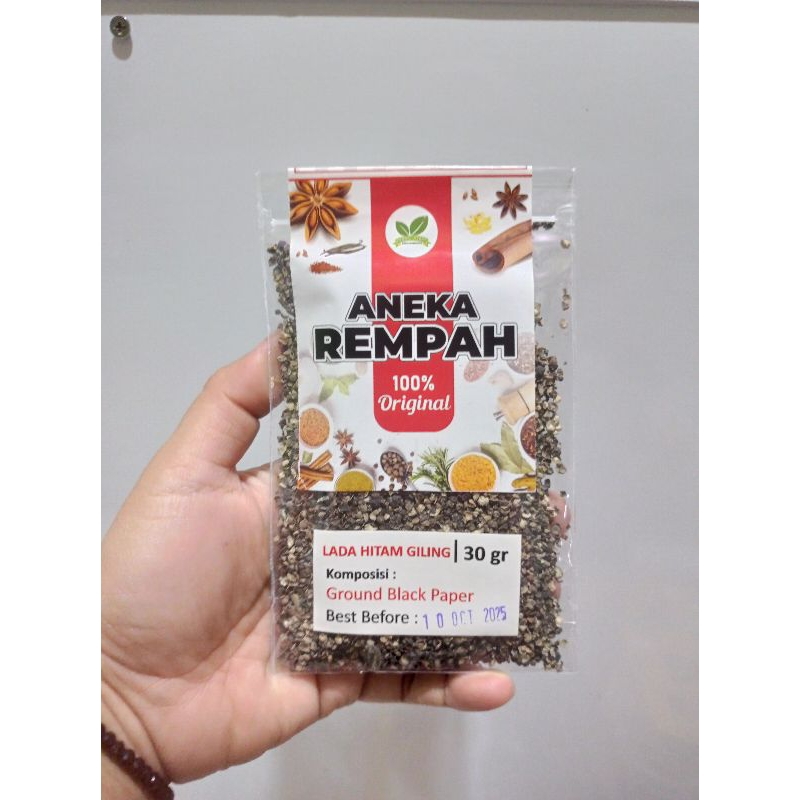 ANEKA
REMPAH
100%
Original
LADA HITAM GILING | 30 gr
Komposisi :
Ground Black Paper
Best Before : 10 OCT 2025